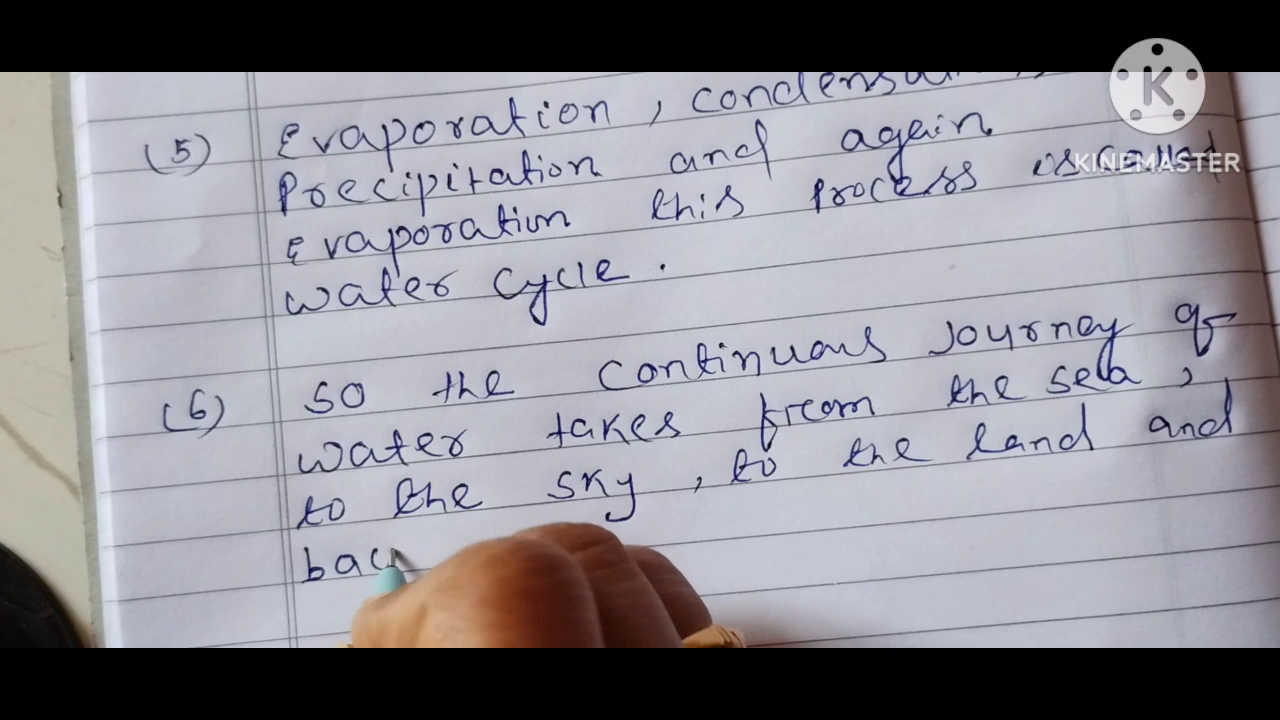 (5) Evaporation, condensation,
Precipitation and again
Evaporation this process is called
water cycle.
(6) so the continuous journey of
water takes from the sea,
to the sky, to the land and
bac
KINEMASTER